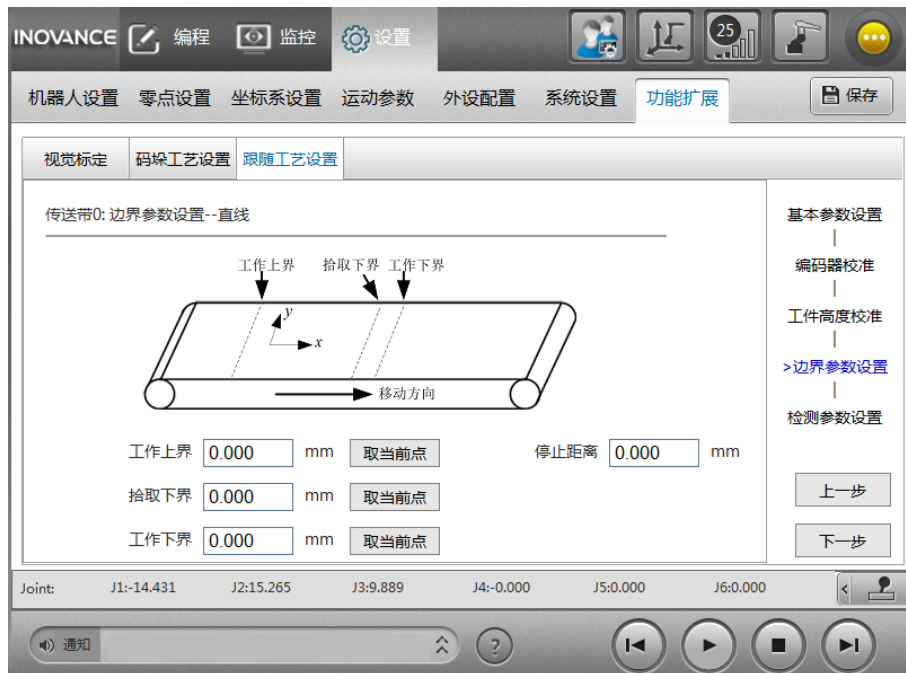 INOVANCE 编程 监控 设置 25
机器人设置 零点设置 坐标系设置 运动参数 外设配置 系统设置 功能扩展 保存
视觉标定 码垛工艺设置 跟随工艺设置
传送带0: 边界参数设置--直线
工作上界 拾取下界 工作下界
y
x
移动方向
工作上界 0.000 mm 取当前点 停止距离 0.000 mm
拾取下界 0.000 mm 取当前点
工作下界 0.000 mm 取当前点
基本参数设置
编码器校准
工件高度校准
>边界参数设置
检测参数设置
上一步
下一步
Joint: J1:-14.431 J2:15.265 J3:9.889 J4:-0.000 J5:0.000 J6:0.000 <
通知 ?